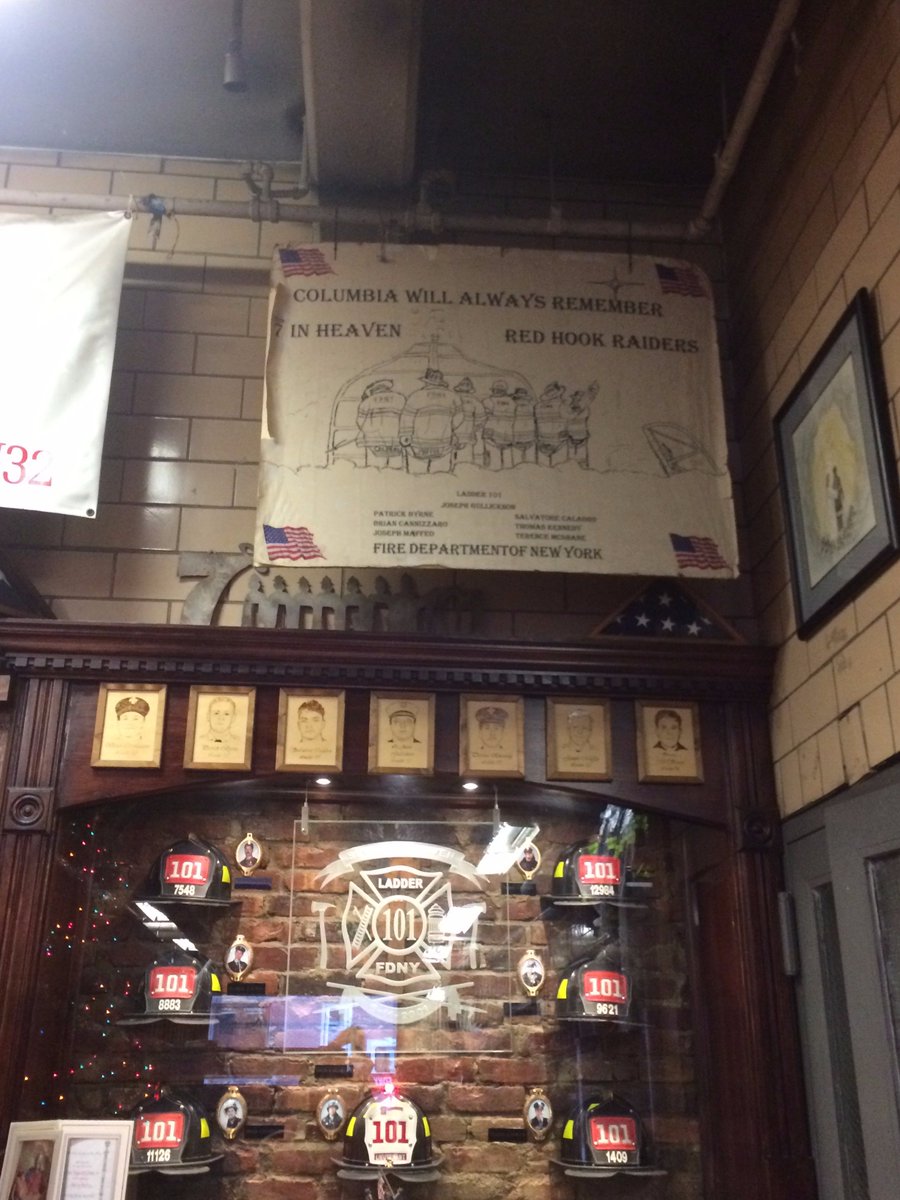 COLUMBIA WILL ALWAYS REMEMBER
7 IN HEAVEN
RED HOOK RAIDERS
LADDER 101
JOSEPH GULLICKSON
PATRICK BYRNE
SALVATORE CALABRO
BRIAN CANNIZZARO
THOMAS KENNEDY
JOSEPH MAFFEO
TERENCE MCSHANE
FIRE DEPARTMENTOF NEW YORK
32
7
101
7548
LADDER
101
FDNY
101
12984
101
8883
101
9621
101
11126
101
101
1409